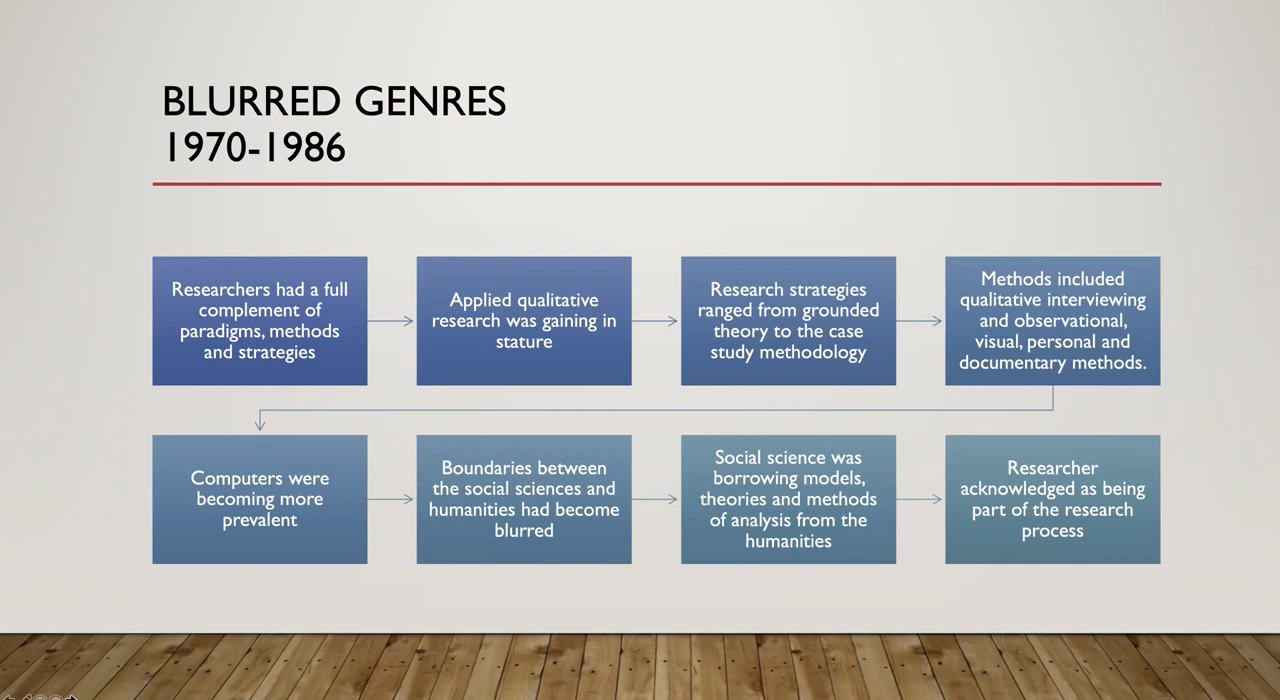 BLURRED GENRES
1970-1986
Researchers had a full
complement of
paradigms, methods
and strategies
Applied qualitative
research was gaining in
stature
Research strategies
ranged from grounded
theory to the case
study methodology
Methods included
qualitative interviewing
and observational,
visual, personal and
documentary methods.
Computers were
becoming more
prevalent
Boundaries between
the social sciences and
humanities had become
blurred
Social science was
borrowing models,
theories and methods
of analysis from the
humanities
Researcher
acknowledged as being
part of the research
process